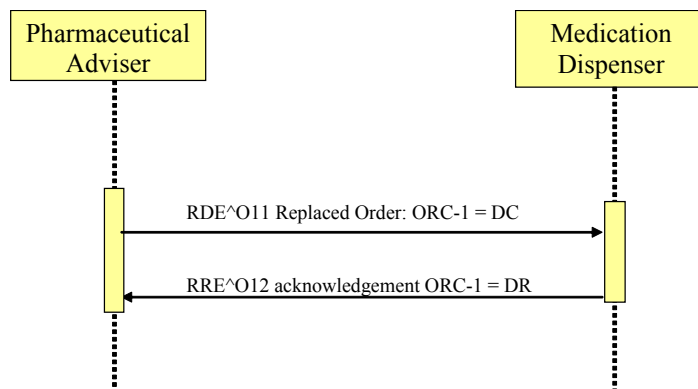 Pharmaceutical
Adviser
Medication
Dispenser
RDE^O11 Replaced Order: ORC-1 = DC
RRE^O12 acknowledgement ORC-1 = DR